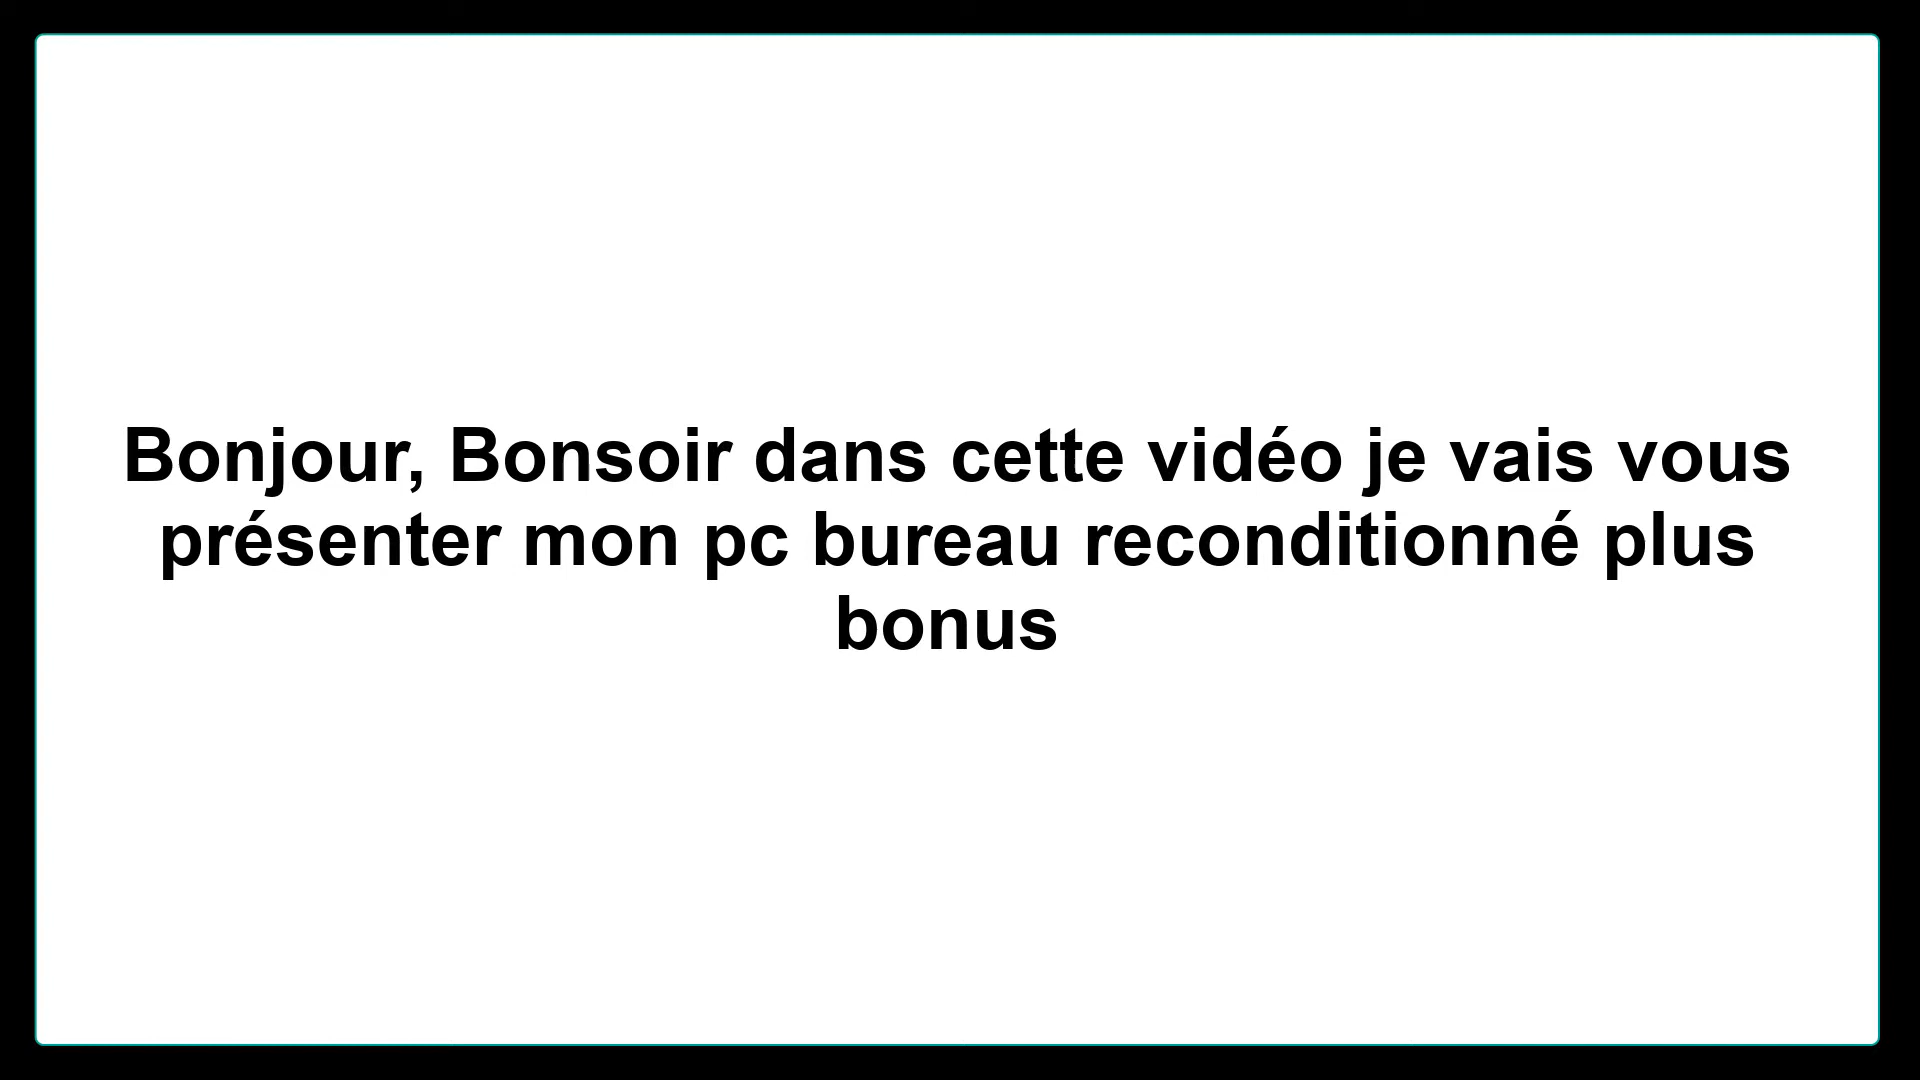 Bonjour, Bonsoir dans cette vidéo je vais vous
présenter mon pc bureau reconditionné plus
bonus